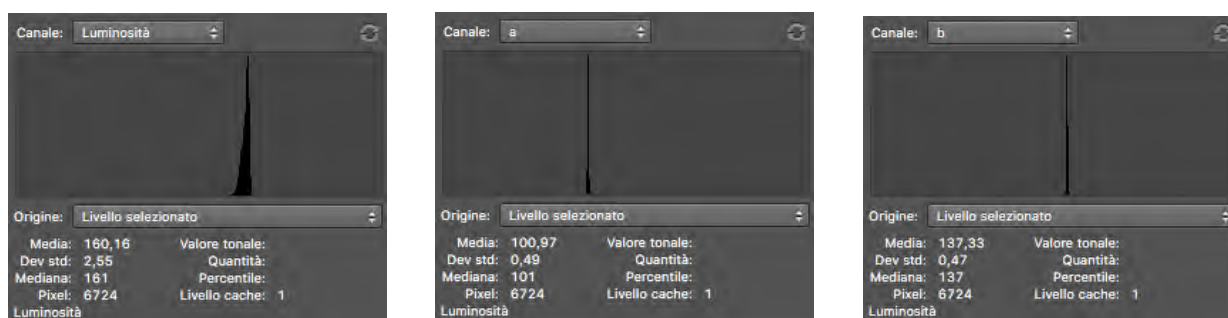 Canale: Luminosità
Origine: Livello selezionato
Media: 160,16 Valore tonale:
Dev std: 2,55 Quantità:
Mediana: 161 Percentile:
Pixel: 6724 Livello cache: 1
Luminosità
Canale: a
Origine: Livello selezionato
Media: 100,97 Valore tonale:
Dev std: 0,49 Quantità:
Mediana: 101 Percentile:
Pixel: 6724 Livello cache: 1
Luminosità
Canale: b
Origine: Livello selezionato
Media: 137,33 Valore tonale:
Dev std: 0,47 Quantità:
Mediana: 137 Percentile:
Pixel: 6724 Livello cache: 1
Luminosità